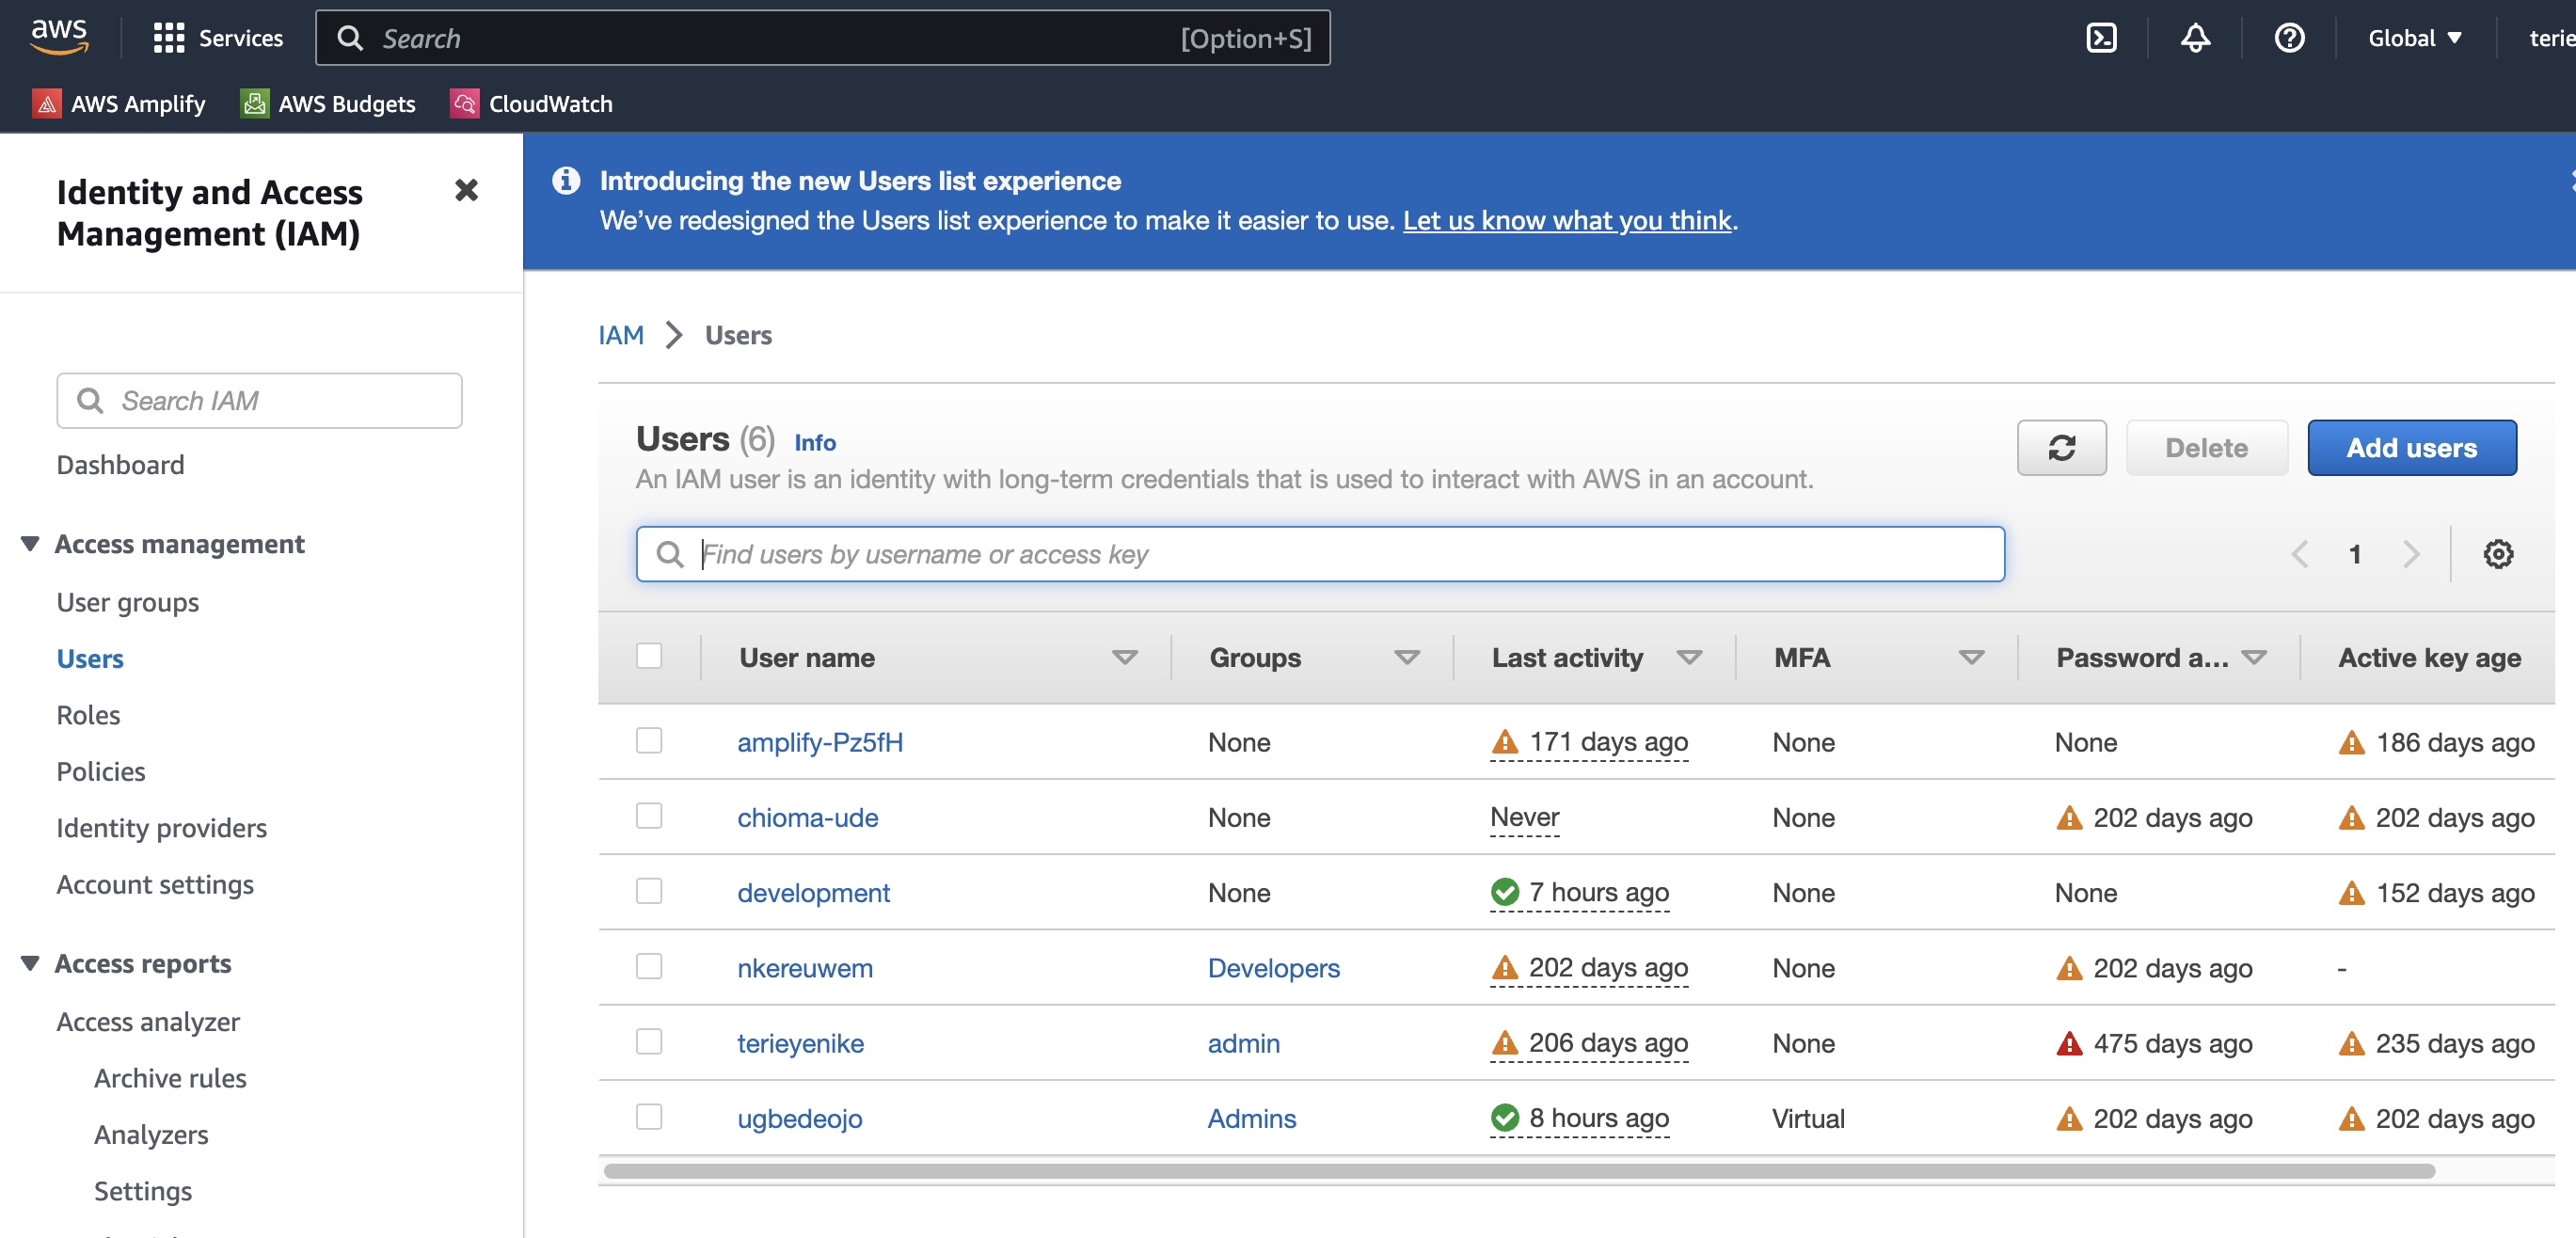 aws
Services
Search
[Option+S]
Global
terie
AWS Amplify
AWS Budgets
CloudWatch
Identity and Access
Management (IAM)
Search IAM
Dashboard
Access management
User groups
Users
Roles
Policies
Identity providers
Account settings
Access reports
Access analyzer
Archive rules
Analyzers
Settings
Introducing the new Users list experience
We've redesigned the Users list experience to make it easier to use. Let us know what you think.
IAM > Users
Users (6) Info
An IAM user is an identity with long-term credentials that is used to interact with AWS in an account.
Delete
Add users
Find users by username or access key
1
User name Groups Last activity MFA Password a... Active key age
amplify-Pz5fH None 171 days ago None None 186 days ago
chioma-ude None Never None 202 days ago 202 days ago
development None 7 hours ago None None 152 days ago
nkereuwem Developers 202 days ago None 202 days ago -
terieyenike admin 206 days ago None 475 days ago 235 days ago
ugbedeojo Admins 8 hours ago Virtual 202 days ago 202 days ago